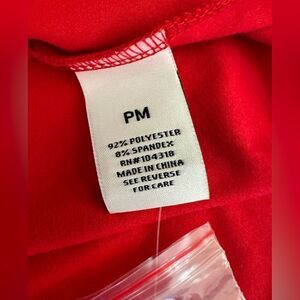 PM
92% POLYESTER
8% SPANDEX
RN#104318
MADE IN CHINA
SEE REVERSE
FOR CARE